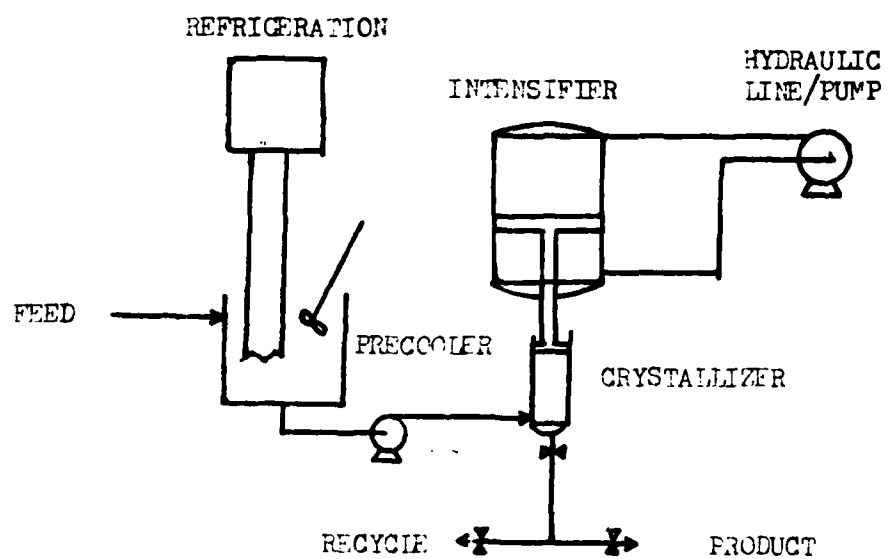 REFRIGERATION
HYDRAULIC
LINE/PUMP
INTENSIFIER
FEED
PRECOOLER
CRYSTALLIZER
RECYCLE
PRODUCT